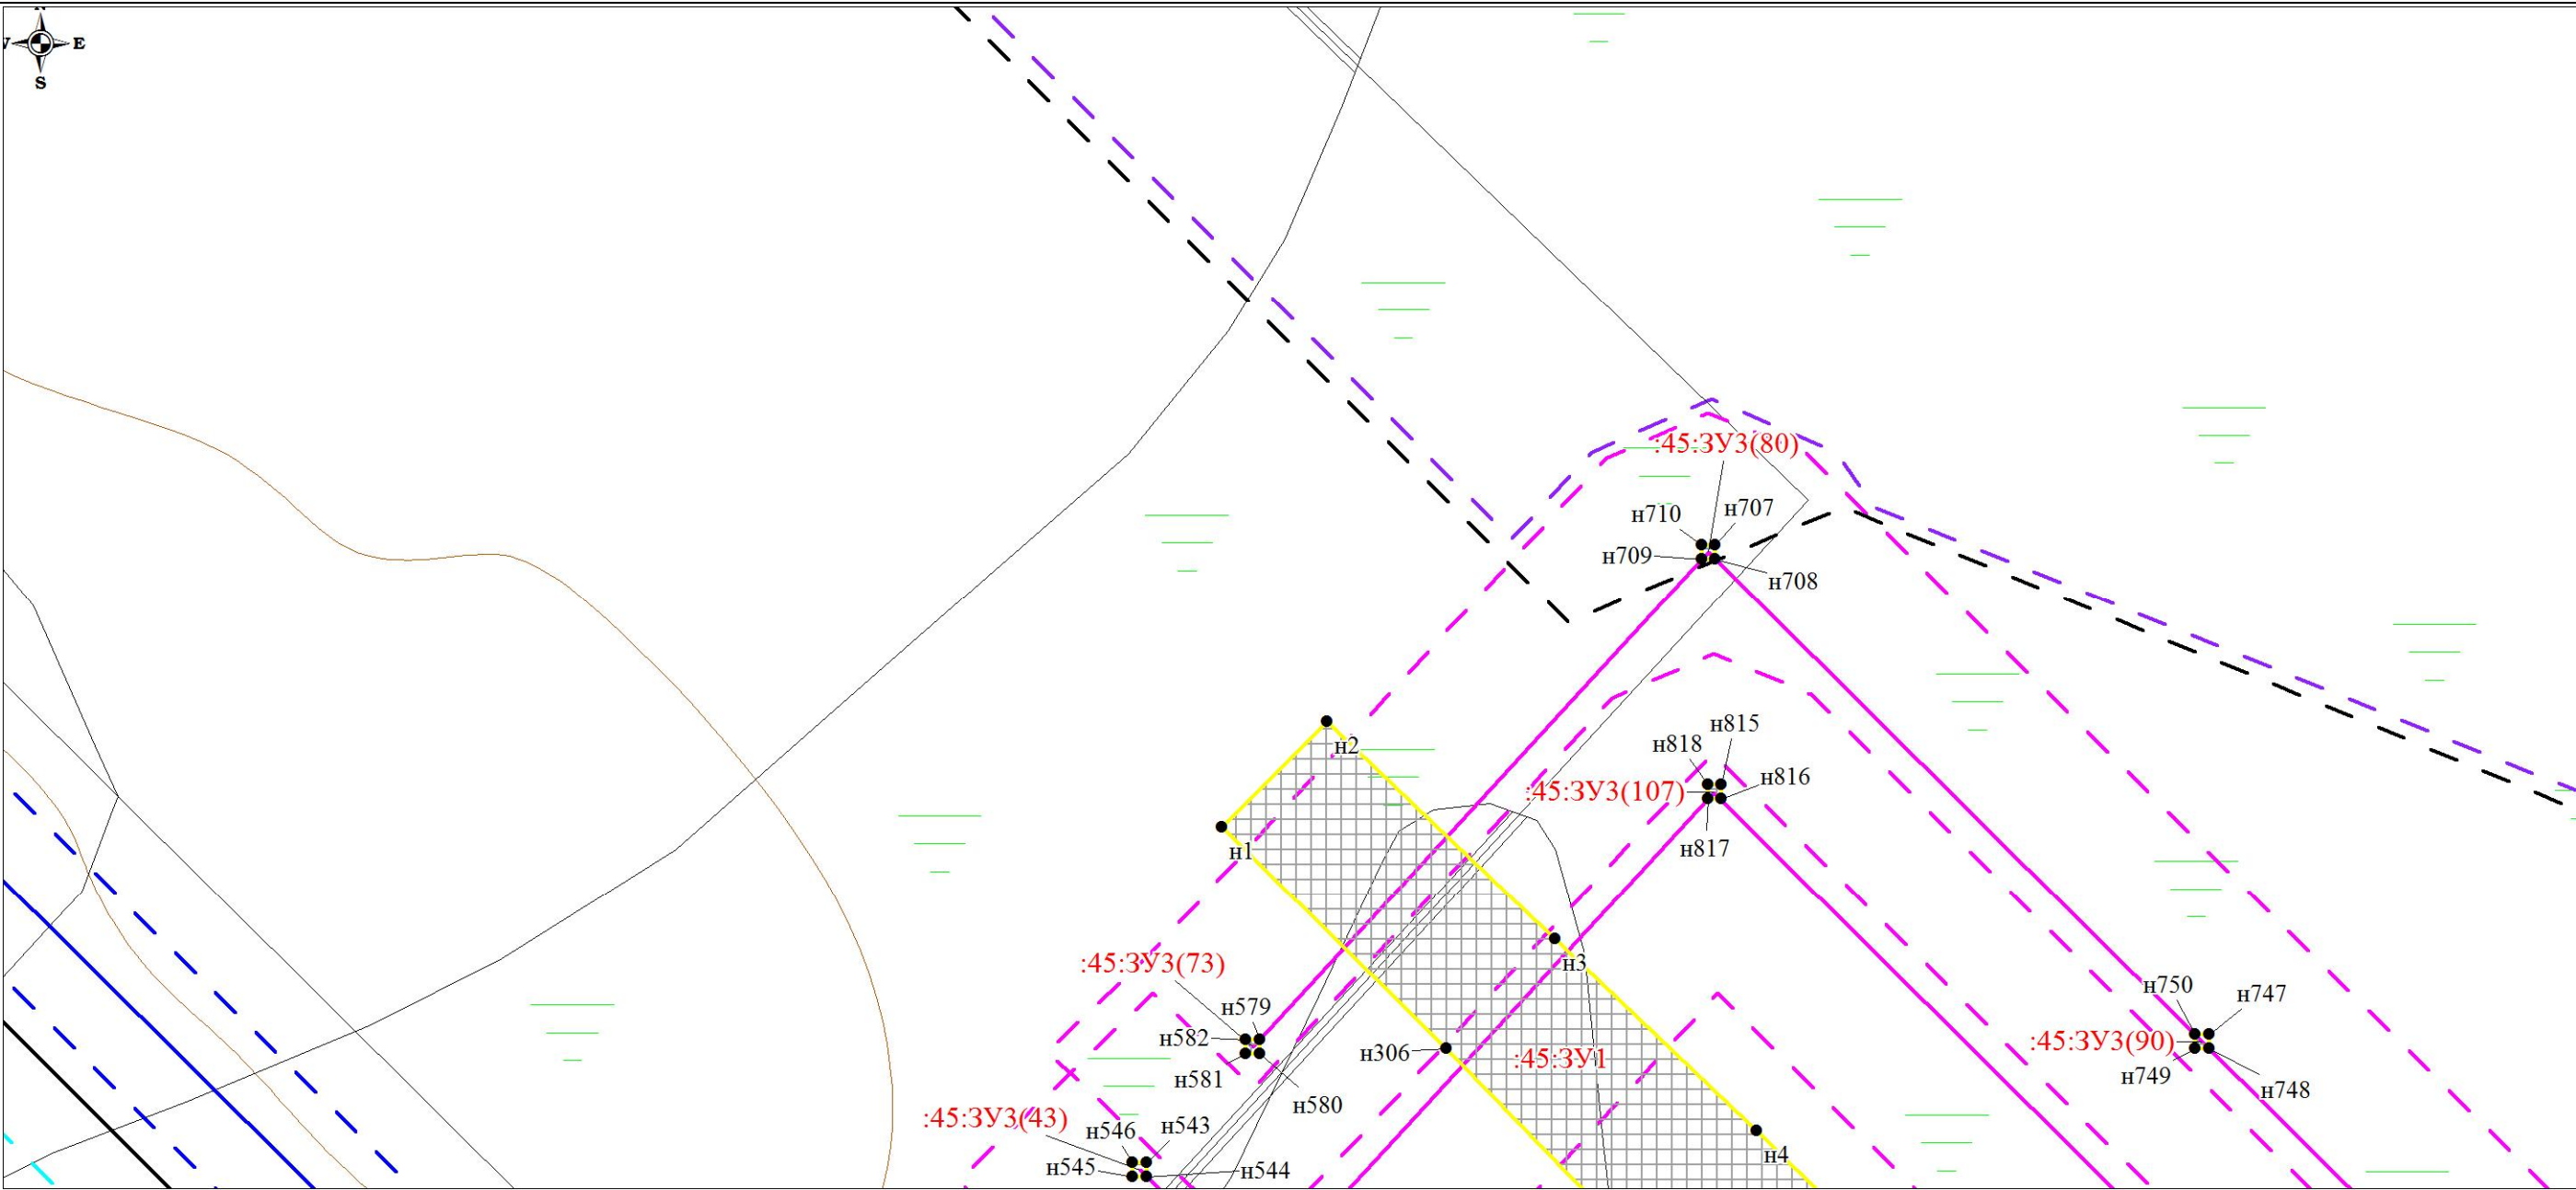 E
S
:45:ЗУ3(80)
н710
н707
н709
н708
н815
н2
н818
н816
:45:ЗУ3(107)
н1
н817
:45:ЗУ3(73)
н3
н579
н750
н747
н582
:45:ЗУ3(90)
н306
:45:ЗУ1
н581
н749
н748
н580
:45:ЗУ3(43)
н546
н543
н4
н545
н544